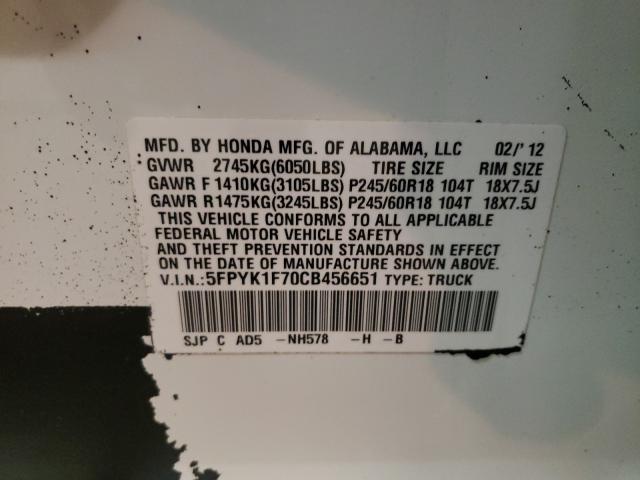 MFD. BY HONDA MFG. OF ALABAMA, LLC 02/' 12
GVWR 2745KG(6050LBS) TIRE SIZE RIM SIZE
GAWR F 1410KG(3105LBS) P245/60R18 104T 18X7.5J
GAWR R1475KG(3245LBS) P245/60R18 104T 18X7.5J
THIS VEHICLE CONFORMS TO ALL APPLICABLE
FEDERAL MOTOR VEHICLE SAFETY
AND THEFT PREVENTION STANDARDS IN EFFECT
ON THE DATE OF MANUFACTURE SHOWN ABOVE.
V.I.N.:5FPYK1F70CB456651 TYPE: TRUCK
SJP C AD5 -NH578 -H -B